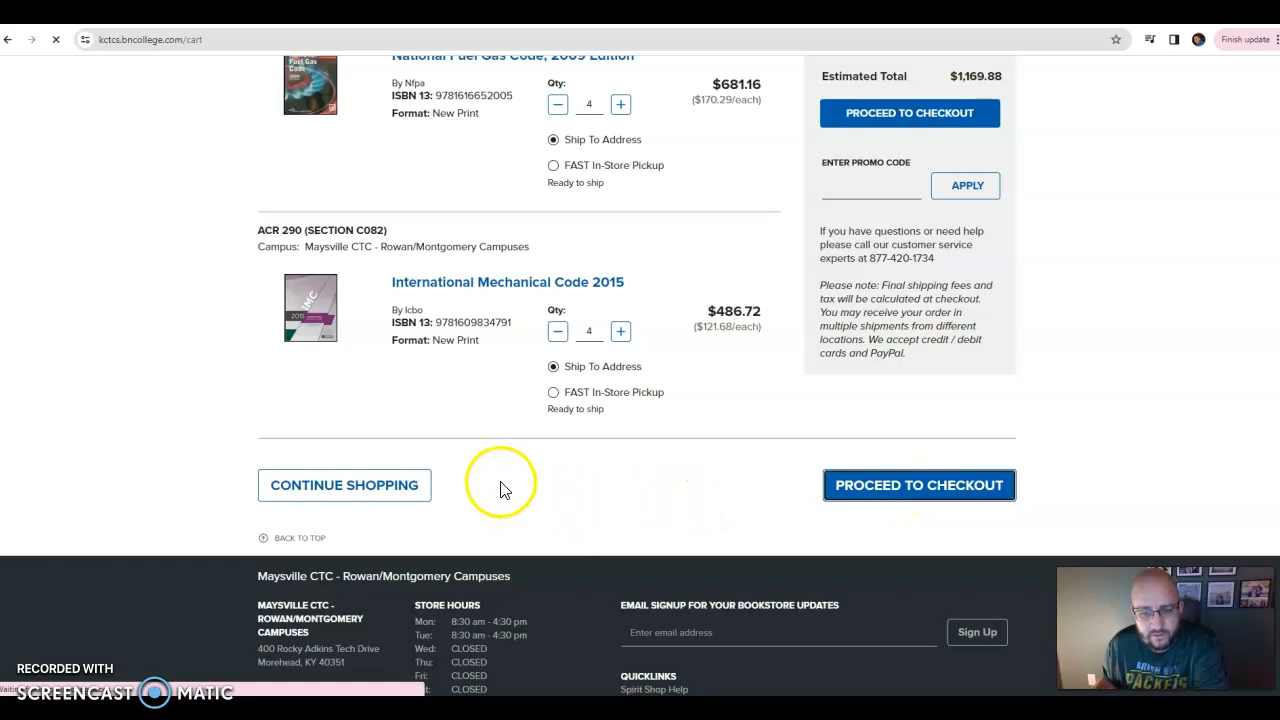 kctcs.bncollege.com/cart
Finish update
National Fuel Gas Code, 2009 Edition
By Nfpa
ISBN 13: 9781616652005
Format: New Print
Qty:
4
$681.16
($170.29/each)
Ship To Address
FAST In-Store Pickup
Ready to ship
ACR 290 (SECTION C082)
Campus: Maysville CTC - Rowan/Montgomery Campuses
IMC
2015
International Mechanical Code 2015
By Icbo
ISBN 13: 9781609834791
Format: New Print
Qty:
4
$486.72
($121.68/each)
Ship To Address
FAST In-Store Pickup
Ready to ship
Estimated Total $1,169.88
PROCEED TO CHECKOUT
ENTER PROMO CODE
APPLY
If you have questions or need help
please call our customer service
experts at 877-420-1734
Please note: Final shipping fees and
tax will be calculated at checkout.
You may receive your order in
multiple shipments from different
locations. We accept credit / debit
cards and PayPal.
CONTINUE SHOPPING
PROCEED TO CHECKOUT
BACK TO TOP
Maysville CTC - Rowan/Montgomery Campuses
MAYSVILLE CTC -
ROWAN/MONTGOMERY
CAMPUSES
400 Rocky Adkins Tech Drive
Morehead, KY 40351
STORE HOURS
Mon: 8:30 am - 4:30 pm
Tue: 8:30 am - 4:30 pm
Wed: CLOSED
Thu: CLOSED
Fri: CLOSED
CLOSED
EMAIL SIGNUP FOR YOUR BOOKSTORE UPDATES
Enter email address
Sign Up
QUICKLINKS
Spirit Shop Help
RECORDED WITH
SCREENCAST MATIC
PACKERS